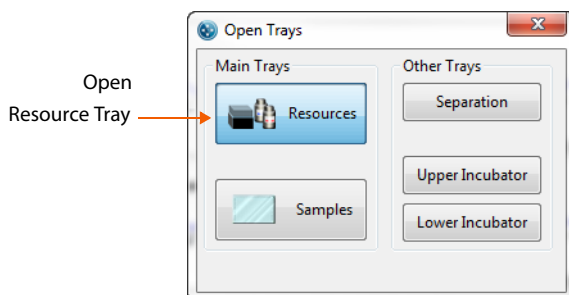 Open Trays
Main Trays
Other Trays
Open
Resource Tray
Resources
Separation
Upper Incubator
Samples
Lower Incubator